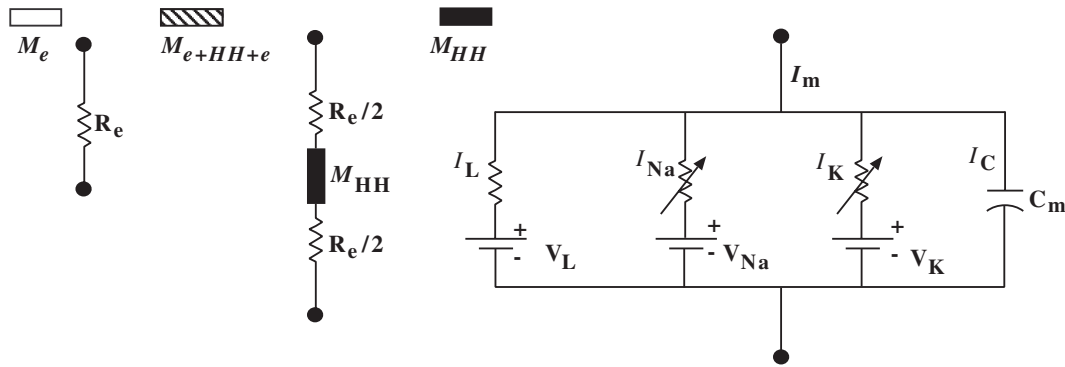 M_e
R_e
M_e+HH+e
R_e/2
M_HH
R_e/2
M_HH
I_m
I_L
I_Na
I_K
I_C
C_m
+
-
V_L
+
-
V_Na
+
-
V_K